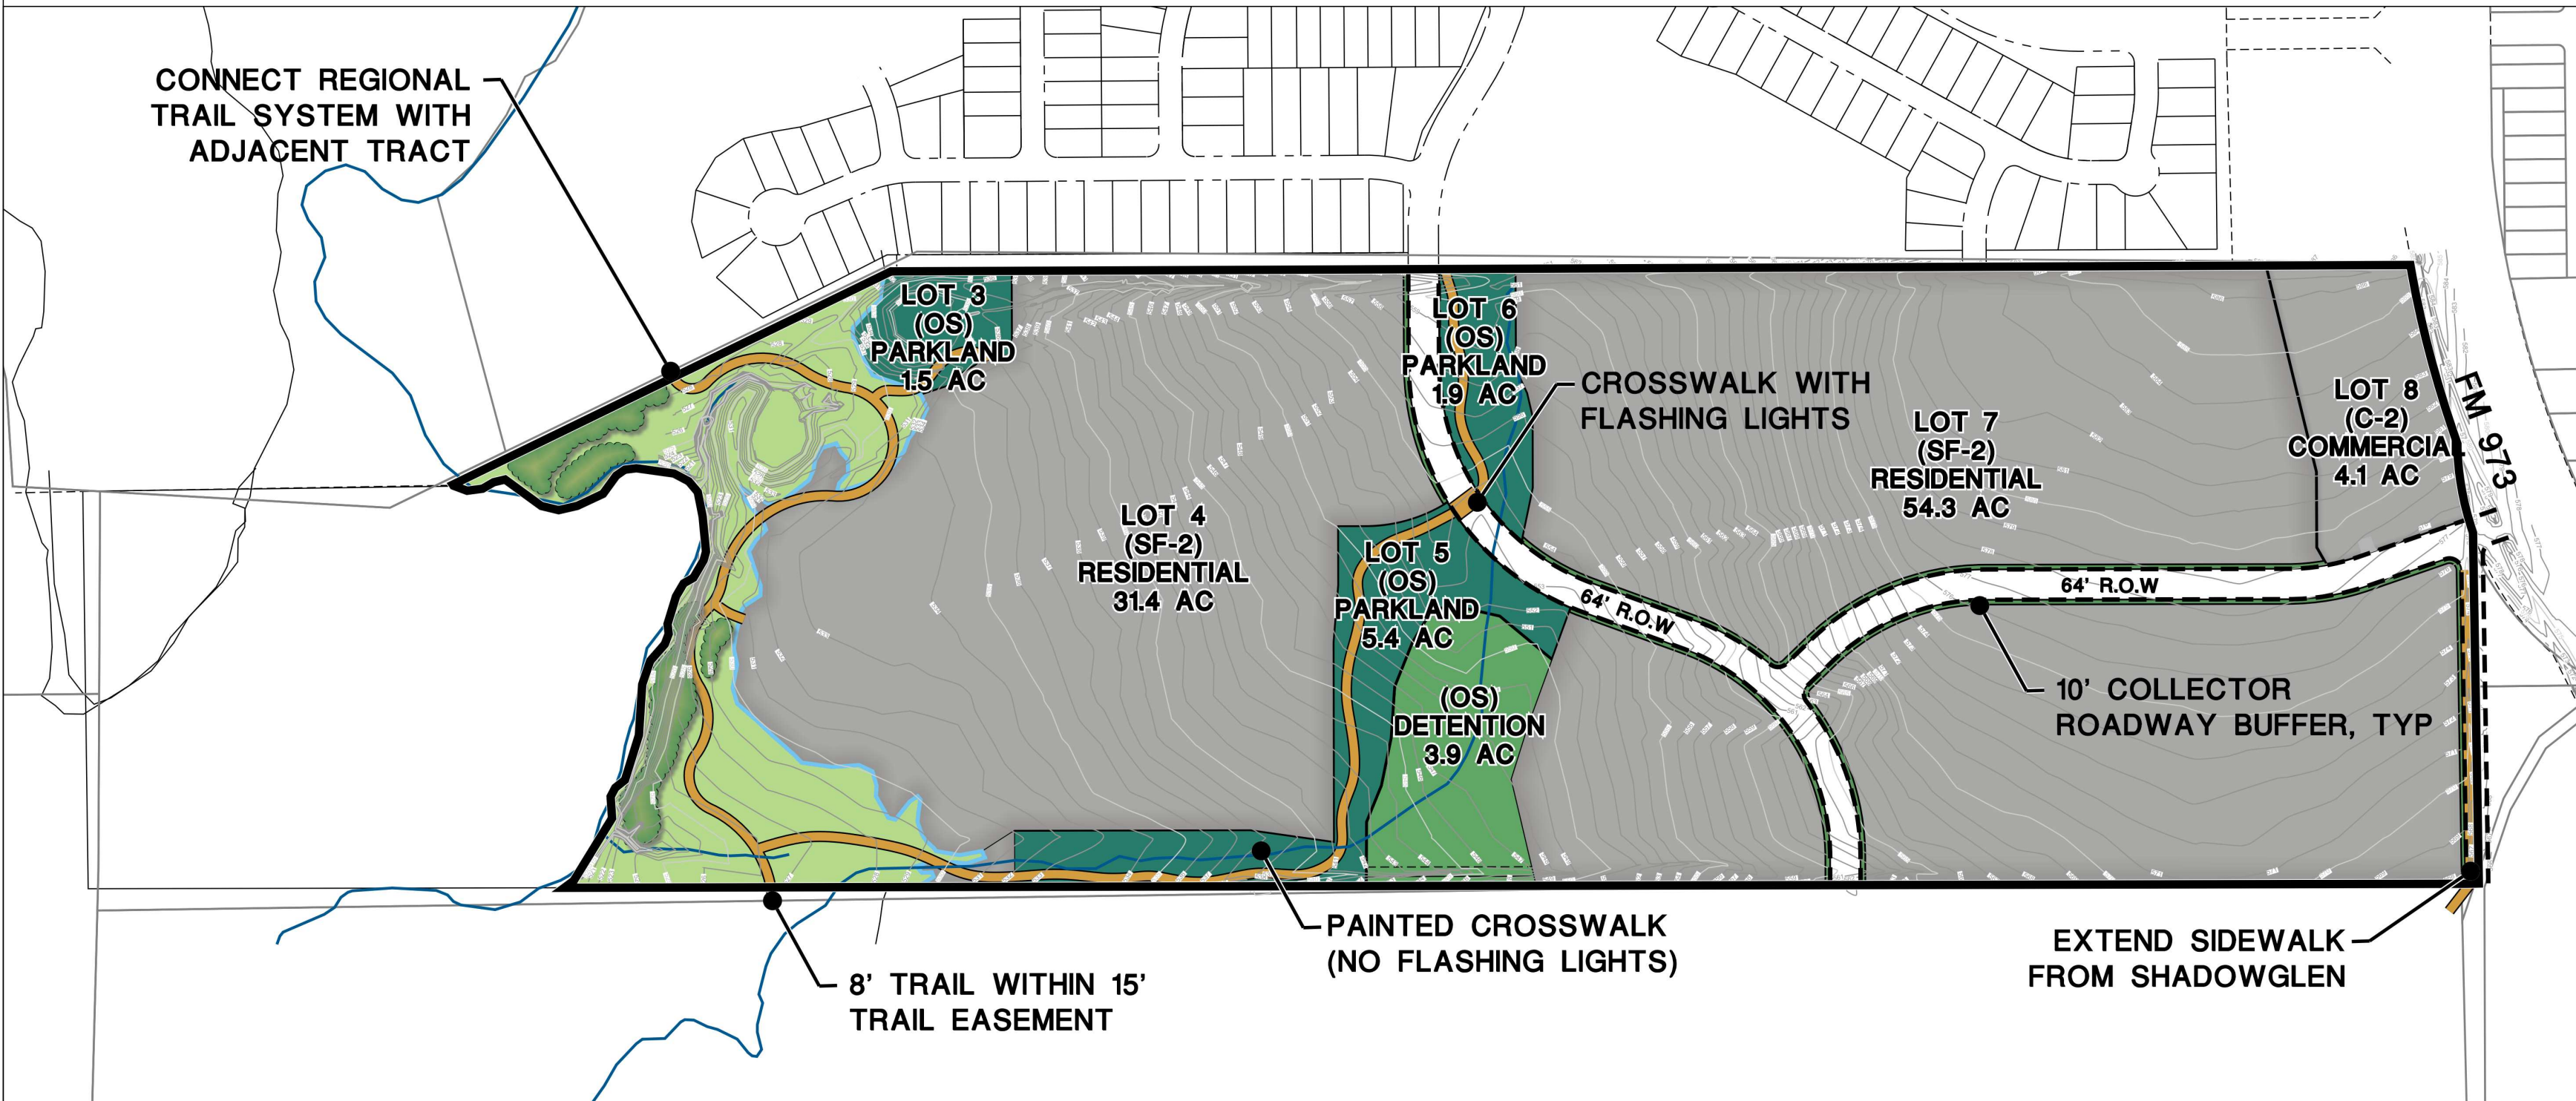 CONNECT REGIONAL
TRAIL SYSTEM WITH
ADJACENT TRACT
LOT 3
(OS)
PARKLAND
1.5 AC
LOT 6
(OS)
PARKLAND
1.9 AC
CROSSWALK WITH
FLASHING LIGHTS
LOT 7
(SF-2)
RESIDENTIAL
54.3 AC
LOT 8
(C-2)
COMMERCIAL
4.1 AC
FM 973
LOT 4
(SF-2)
RESIDENTIAL
31.4 AC
LOT 5
(OS)
PARKLAND
5.4 AC
64' R.O.W
64' R.O.W
(OS)
DETENTION
3.9 AC
10' COLLECTOR
ROADWAY BUFFER, TYP
PAINTED CROSSWALK
(NO FLASHING LIGHTS)
EXTEND SIDEWALK
FROM SHADOWGLEN
8' TRAIL WITHIN 15'
TRAIL EASEMENT